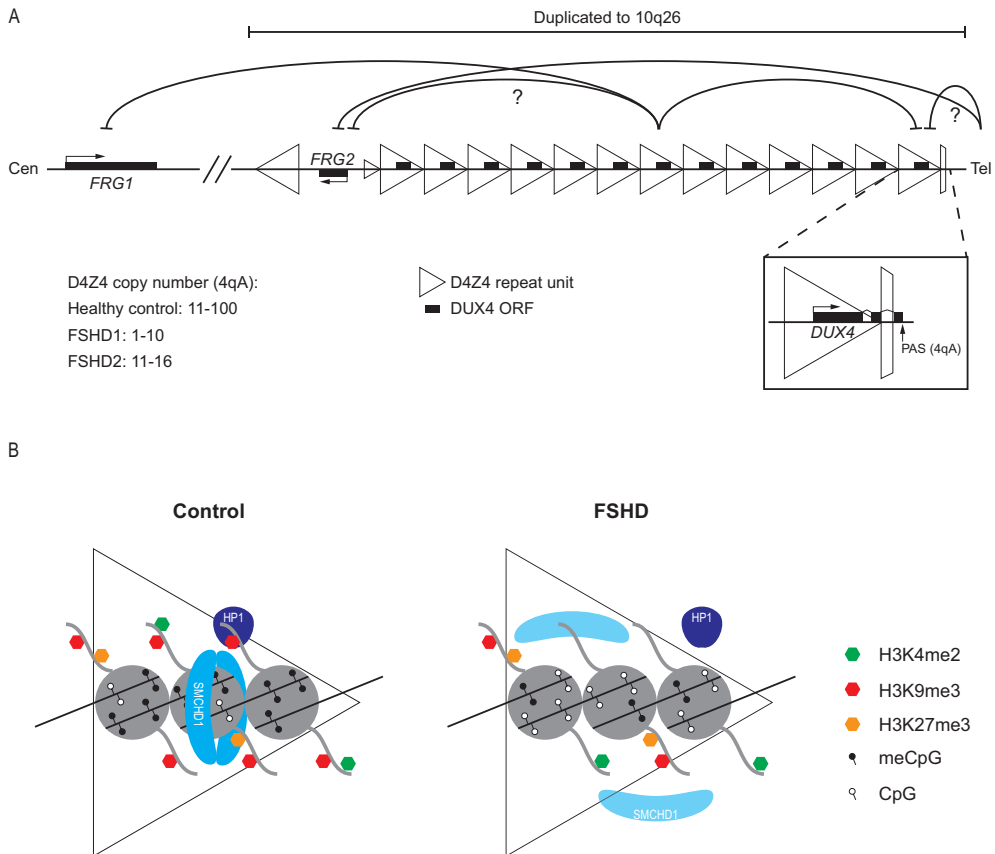 A
Duplicated to 10q26
?
?
Cen
FRG1
FRG2
Tel
D4Z4 copy number (4qA):
Healthy control: 11-100
FSHD1: 1-10
FSHD2: 11-16
D4Z4 repeat unit
DUX4 ORF
DUX4
PAS (4qA)
B
Control
FSHD
HP1
SMCHD1
HP1
SMCHD1
H3K4me2
H3K9me3
H3K27me3
meCpG
CpG